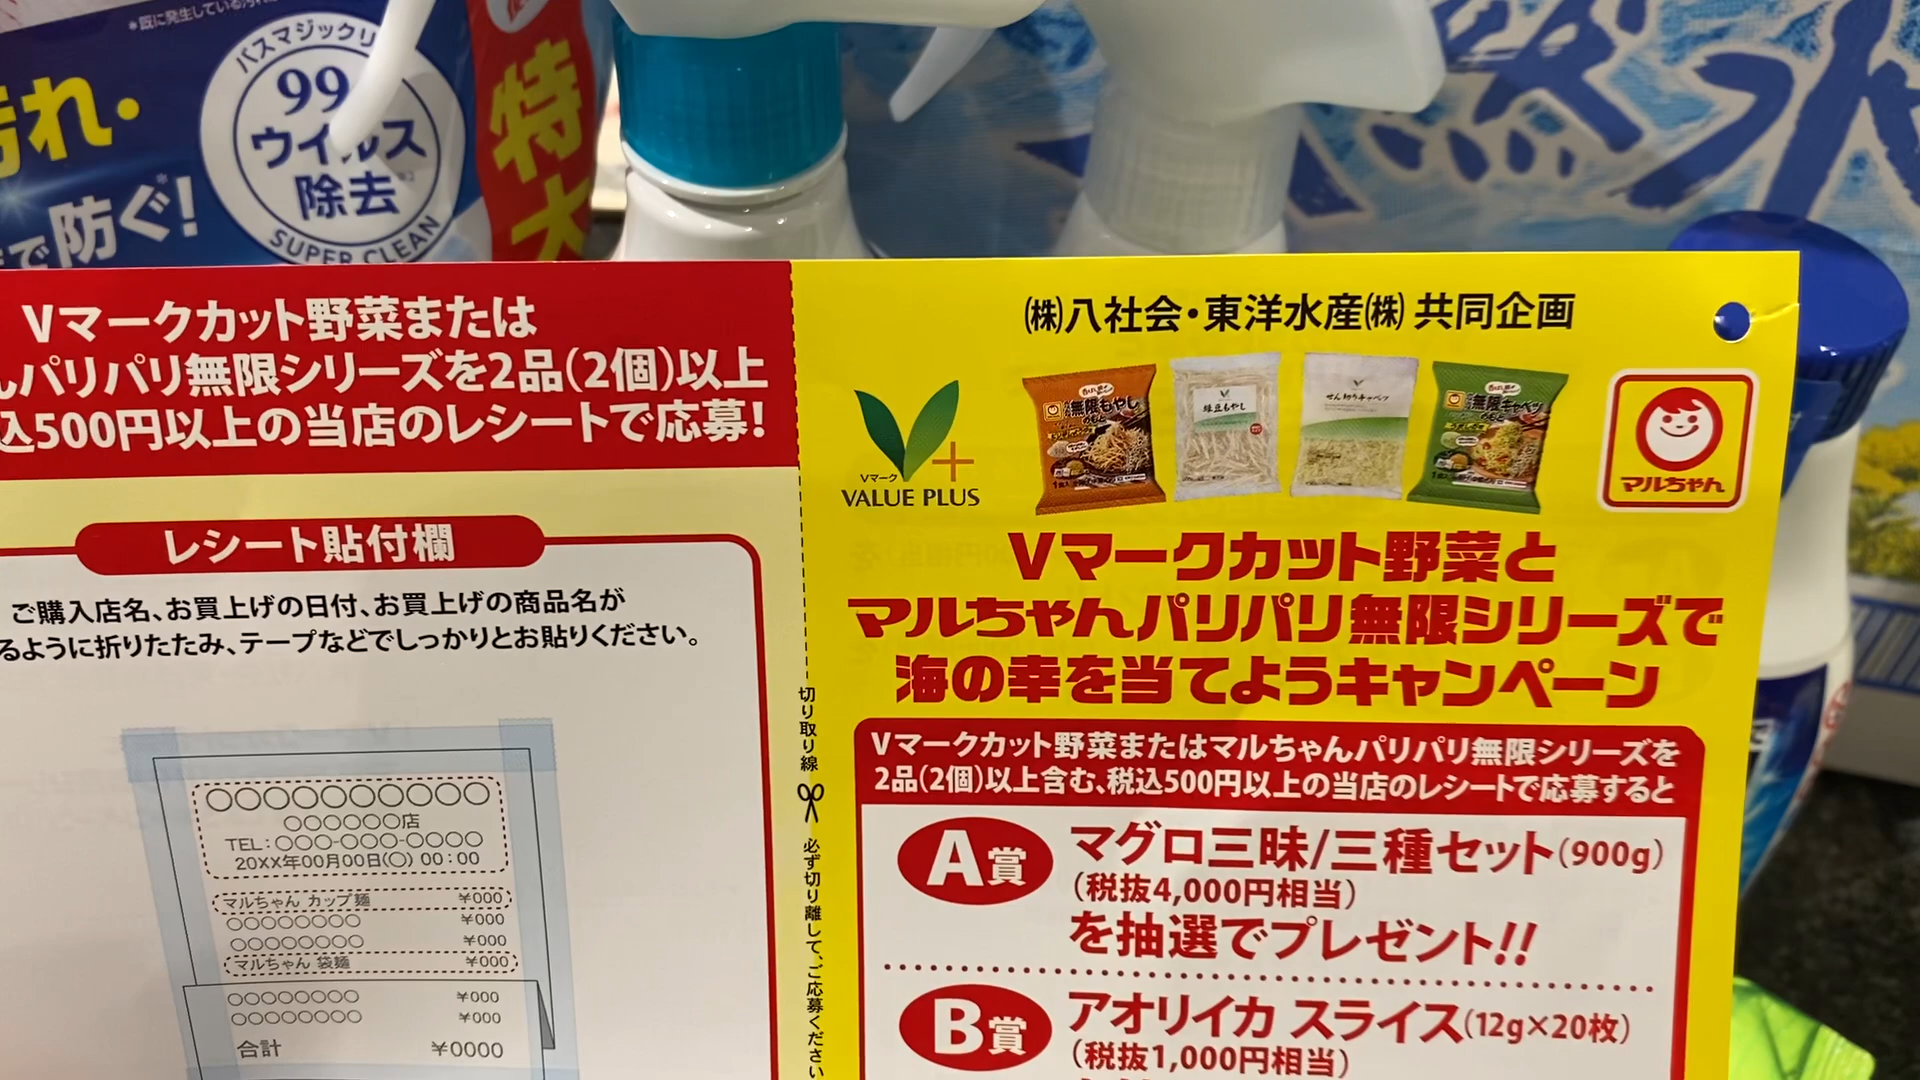 *既に発生している汚れ
バスマジックリ
99
ウイルス
除去
SUPER CLEAN
汚れ・
で防ぐ!
特大
Vマークカット野菜または
んパリパリ無限シリーズを2品(2個)以上
込500円以上の当店のレシートで応募!
レシート貼付欄
ご購入店名、お買上げの日付、お買上げの商品名が
るように折りたたみ、テープなどでしっかりとお貼りください。
○○○○○○○○○○
○○○○○○店
TEL:○○○-○○○-○○○○
20XX年00月00日(○) 00:00
マルちゃん カップ麺 ¥000
○○○○○○○○ ¥000
○○○○○○○○ ¥000
マルちゃん 袋麺 ¥000
○○○○○○○○ ¥000
○○○○○○○○ ¥000
合計 ¥0000
切り取り線
必ず切り離して、ご応募ください
(株)八社会・東洋水産(株) 共同企画
Vマーク
VALUE PLUS
無限もやし
のもと
緑豆もやし
せん切りキャベツ
無限キャベツ
マルちゃん
Vマークカット野菜と
マルちゃんパリパリ無限シリーズで
海の幸を当てようキャンペーン
Vマークカット野菜またはマルちゃんパリパリ無限シリーズを
2品(2個)以上含む、税込500円以上の当店のレシートで応募すると
A賞
マグロ三昧/三種セット(900g)
(税抜4,000円相当)
を抽選でプレゼント!!
B賞
アオリイカ スライス(12g×20枚)
(税抜1,000円相当)